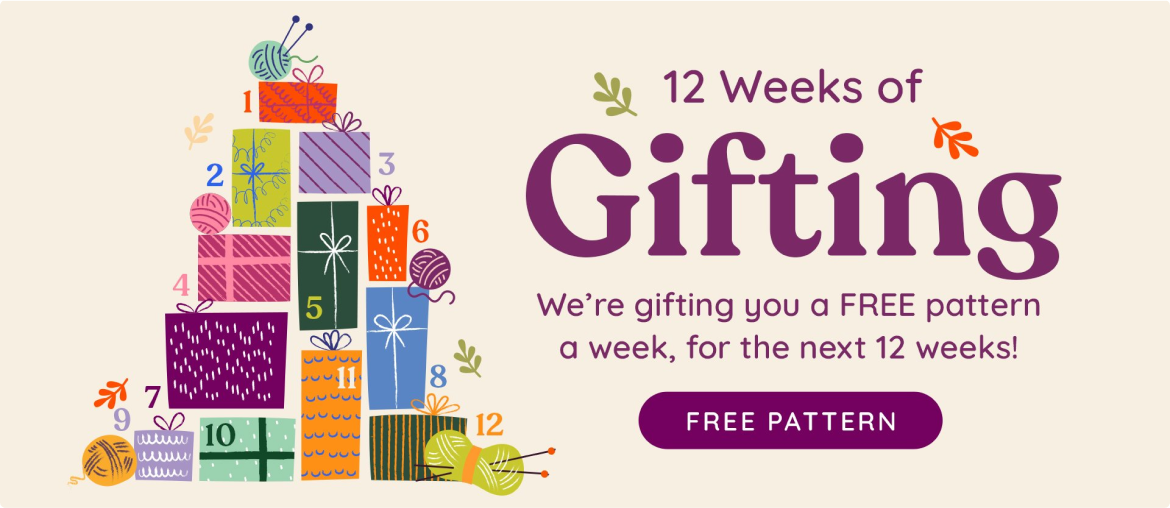 12 Weeks of
Gifting
We’re gifting you a FREE pattern
a week, for the next 12 weeks!
FREE PATTERN
1
2
3
4
5
6
7
8
9
10
11
12